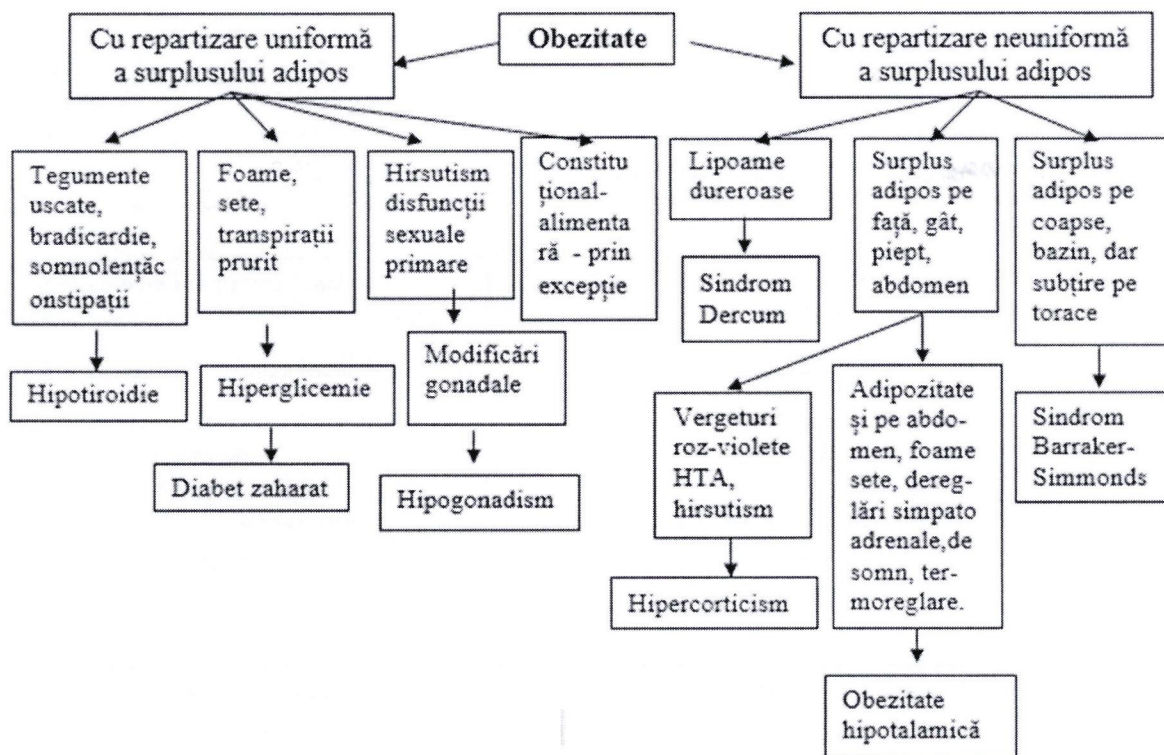 Obezitate
Cu repartizare uniformă
a surplusului adipos
Cu repartizare neuniformă
a surplusului adipos
Tegumente
uscate,
bradicardie,
somnolențăc
onstipații
Foame,
sete,
transpirații
prurit
Hirsutism
disfuncții
sexuale
primare
Constitu
țional-
alimenta
ră - prin
excepție
Lipoame
dureroase
Surplus
adipos pe
față, gât,
piept,
abdomen
Surplus
adipos pe
coapse,
bazin, dar
subțire pe
torace
Hipotiroidie
Hiperglicemie
Modificări
gonadale
Sindrom
Dercum
Diabet zaharat
Hipogonadism
Vergeturi
roz-violete
HTA,
hirsutism
Adipozitate
și pe abdo-
men, foame
sete, dereg-
lări simpato
adrenale,de
somn, ter-
moreglare.
Sindrom
Barraker-
Simmonds
Hipercorticism
Obezitate
hipotalamică